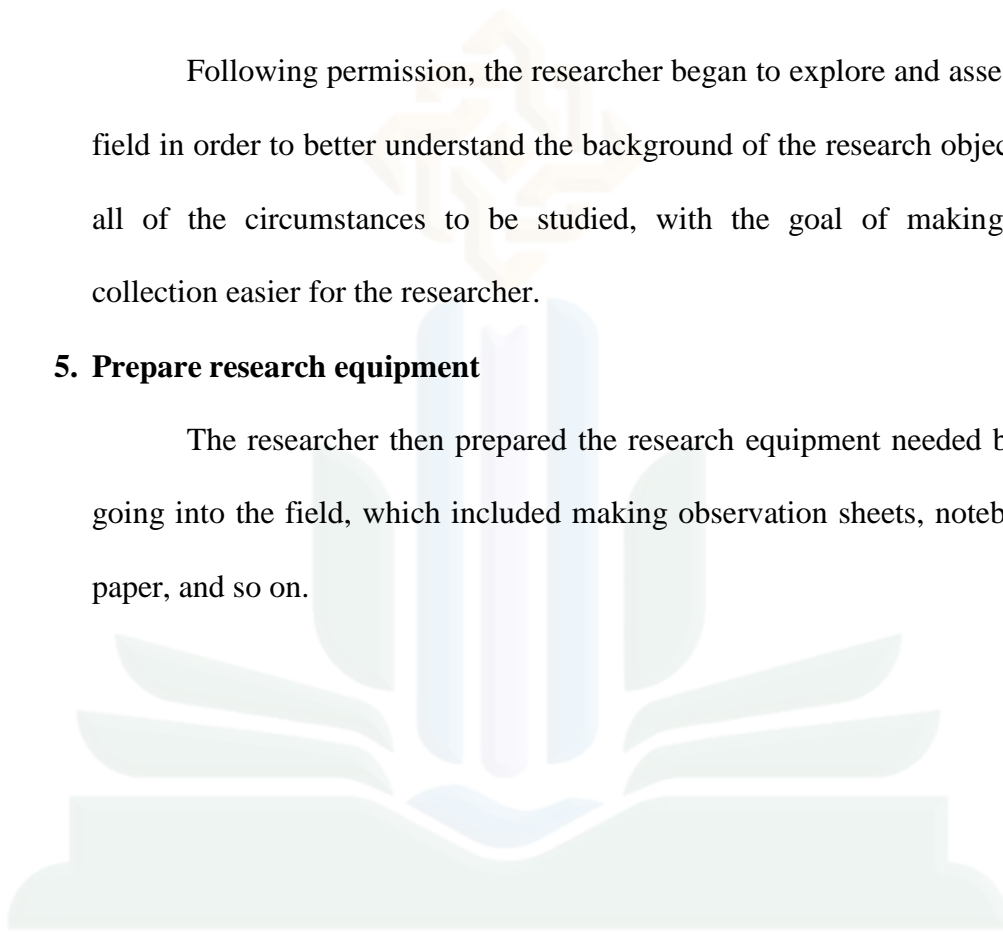 Following permission, the researcher began to explore and asse
field in order to better understand the background of the research objec
all of the circumstances to be studied, with the goal of making
collection easier for the researcher.
5. Prepare research equipment
The researcher then prepared the research equipment needed b
going into the field, which included making observation sheets, noteb
paper, and so on.